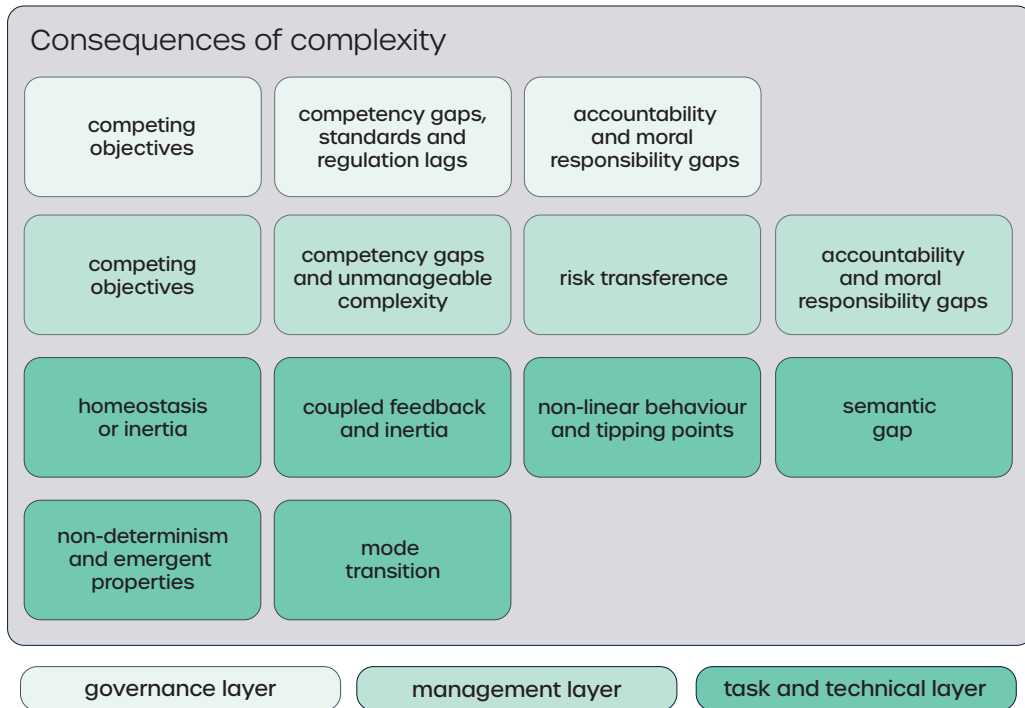 Consequences of complexity
competing
objectives
competency gaps,
standards and
regulation lags
accountability
and moral
responsibility gaps
competing
objectives
competency gaps
and unmanageable
complexity
risk transference
accountability
and moral
responsibility gaps
homeostasis
or inertia
coupled feedback
and inertia
non-linear behaviour
and tipping points
semantic
gap
non-determinism
and emergent
properties
mode
transition
governance layer
management layer
task and technical layer